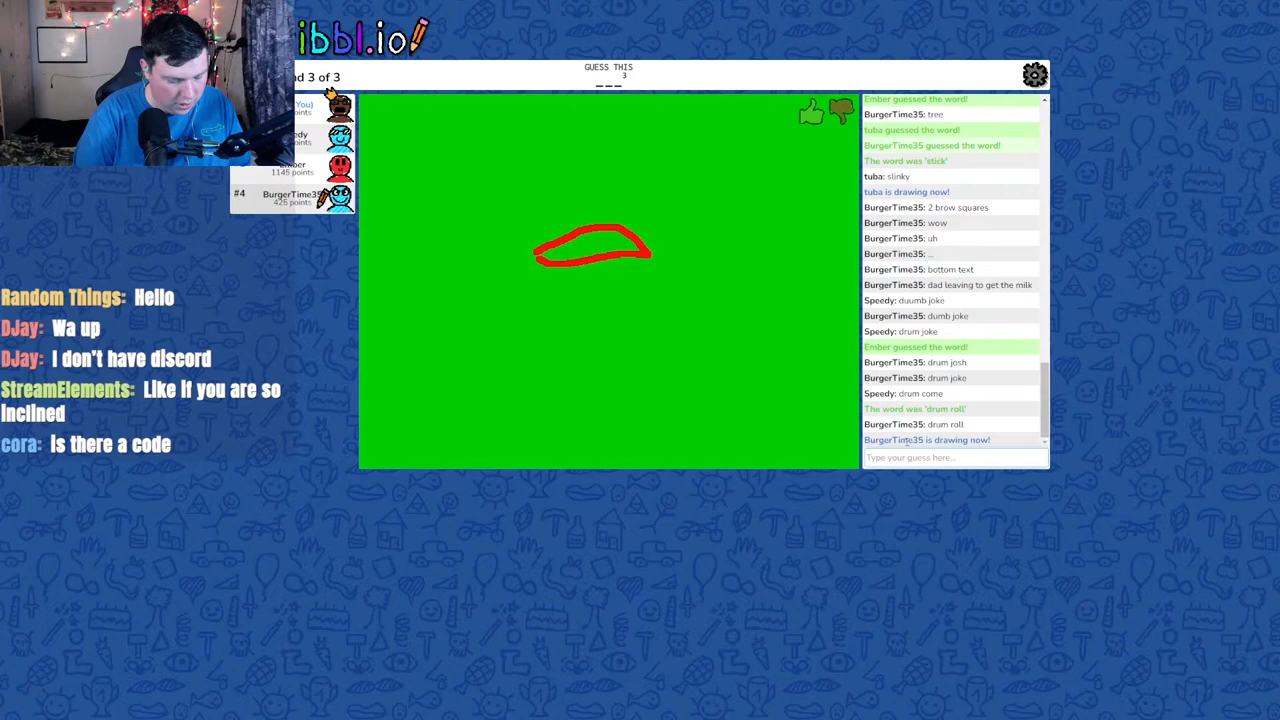 ibbl.io
nd 3 of 3
GUESS THIS
3
___
You)
points
edy
points
1145 points
#4
BurgerTime35
425 points
Ember guessed the word!
BurgerTime35: tree
tuba guessed the word!
BurgerTime35 guessed the word!
The word was 'stick'
tuba: slinky
tuba is drawing now!
BurgerTime35: 2 brow squares
BurgerTime35: wow
BurgerTime35: uh
BurgerTime35: ...
BurgerTime35: bottom text
BurgerTime35: dad leaving to get the milk
Speedy: duumb joke
BurgerTime35: dumb joke
Speedy: drum joke
Ember guessed the word!
BurgerTime35: drum josh
BurgerTime35: drum joke
Speedy: drum come
The word was 'drum roll'
BurgerTime35: drum roll
BurgerTime35 is drawing now!
Type your guess here...
Random Things: Hello
DJay: Wa up
DJay: I don't have discord
StreamElements: Like if you are so
inclined
cora: Is there a code